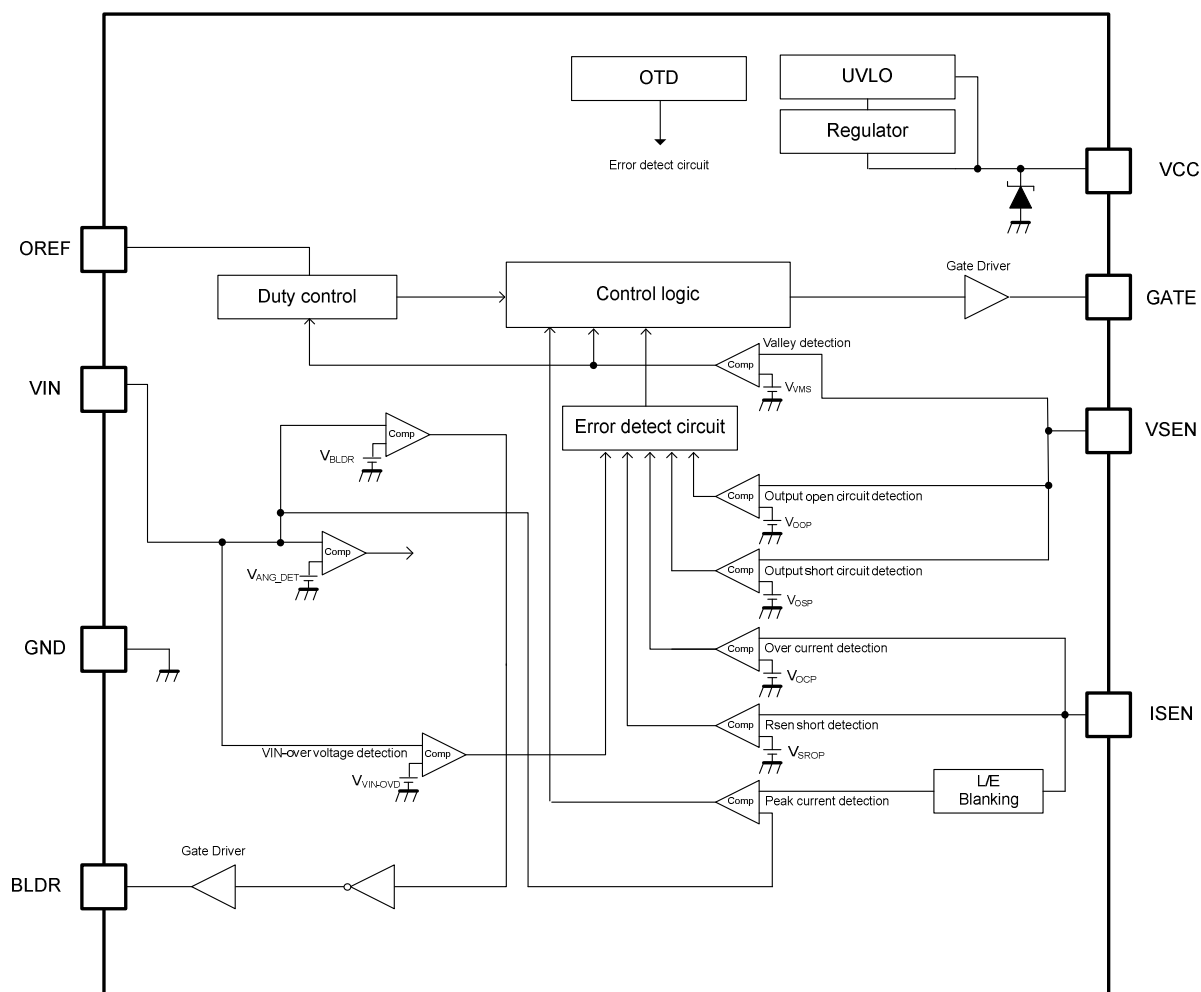 OTD
UVLO
Regulator
Error detect circuit
VCC
OREF
Duty control
Control logic
Gate Driver
GATE
VIN
Comp
Valley detection
VVMS
Error detect circuit
VSEN
Comp
VBLDR
Comp
Output open circuit detection
VOOP
Comp
VANG_DET
Comp
Output short circuit detection
VOSP
GND
Comp
Over current detection
VOCP
ISEN
Comp
Rsen short detection
VSROP
VIN-over voltage detection
Comp
VVIN-OVD
Comp
Peak current detection
L/E
Blanking
Gate Driver
BLDR